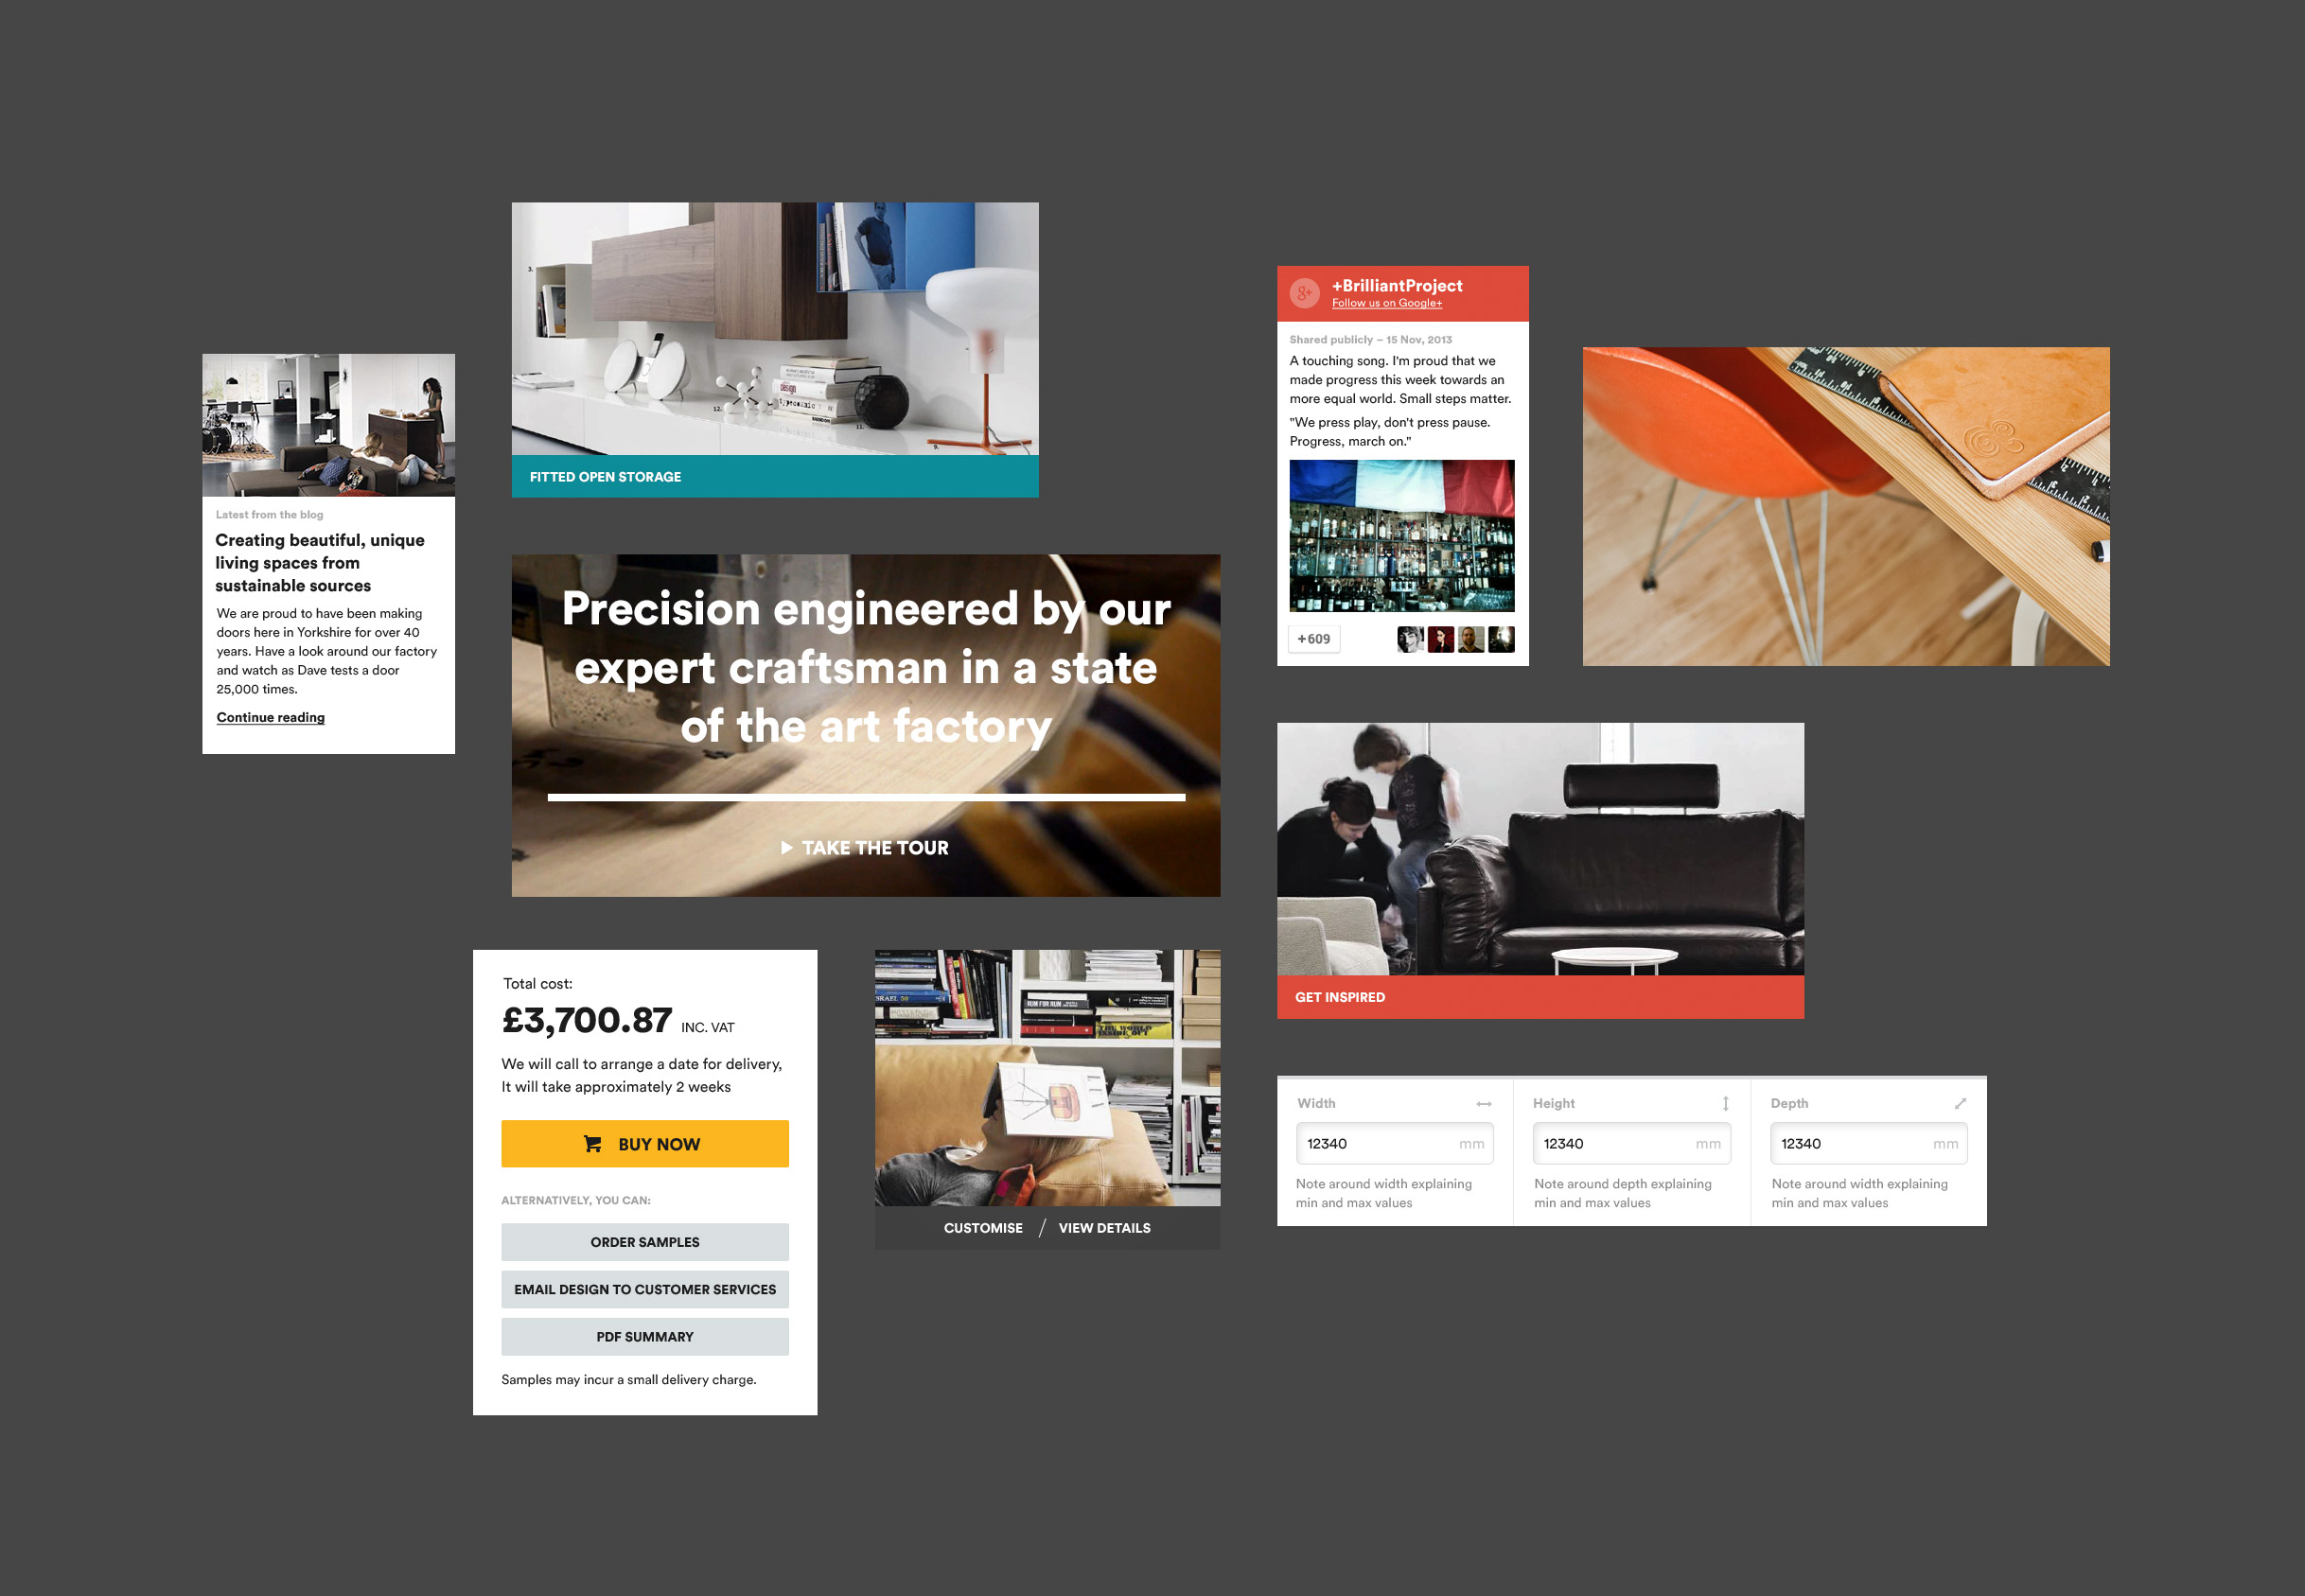 Latest from the blog
Creating beautiful, unique
living spaces from
sustainable sources
We are proud to have been making
doors here in Yorkshire for over 40
years. Have a look around our factory
and watch as Dave tests a door
25,000 times.
Continue reading
3.
12.
11.
9.
design
FITTED OPEN STORAGE
Precision engineered by our
expert craftsman in a state
of the art factory
TAKE THE TOUR
Total cost:
£3,700.87 INC. VAT
We will call to arrange a date for delivery,
It will take approximately 2 weeks
BUY NOW
ALTERNATIVELY, YOU CAN:
ORDER SAMPLES
EMAIL DESIGN TO CUSTOMER SERVICES
PDF SUMMARY
Samples may incur a small delivery charge.
THE WORLD
INSIDE OUT
CUSTOMISE / VIEW DETAILS
g+
+BrilliantProject
Follow us on Google+
Shared publicly – 15 Nov, 2013
A touching song. I'm proud that we
made progress this week towards an
more equal world. Small steps matter.
"We press play, don't press pause.
Progress, march on."
+609
GET INSPIRED
Width
12340 mm
Note around width explaining
min and max values
Height
12340 mm
Note around depth explaining
min and max values
Depth
12340 mm
Note around width explaining
min and max values